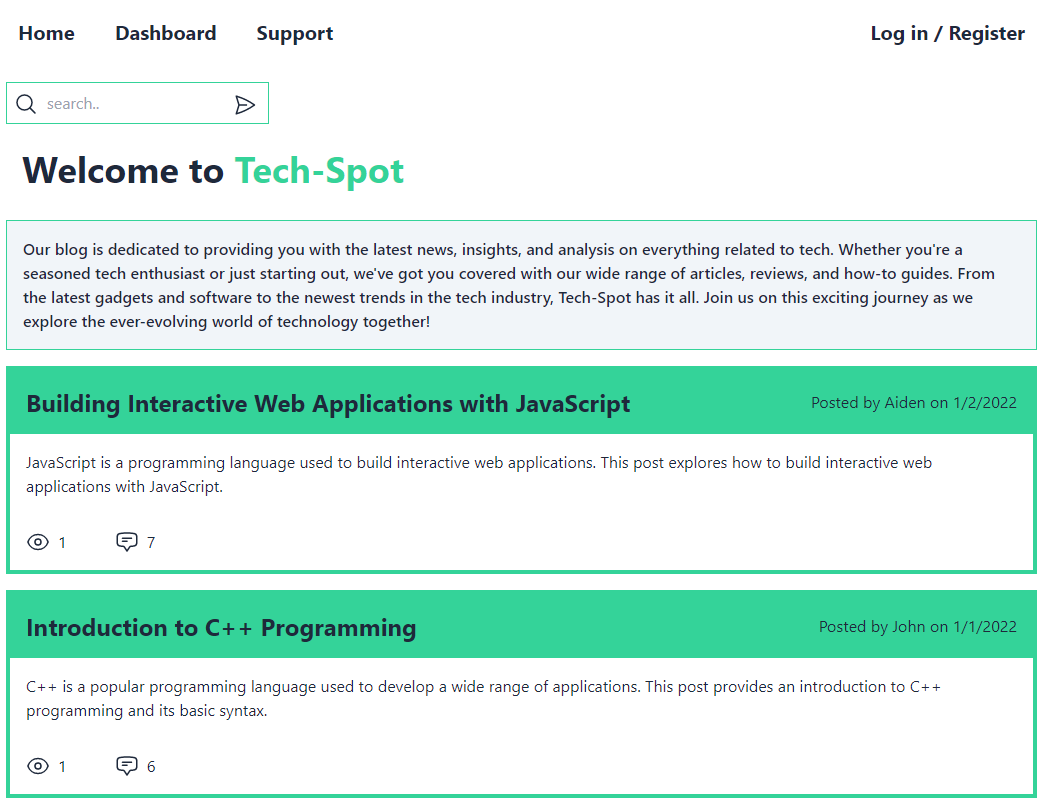 Home Dashboard Support Log in / Register
search..
Welcome to Tech-Spot
Our blog is dedicated to providing you with the latest news, insights, and analysis on everything related to tech. Whether you're a
seasoned tech enthusiast or just starting out, we've got you covered with our wide range of articles, reviews, and how-to guides. From
the latest gadgets and software to the newest trends in the tech industry, Tech-Spot has it all. Join us on this exciting journey as we
explore the ever-evolving world of technology together!
Building Interactive Web Applications with JavaScript Posted by Aiden on 1/2/2022
JavaScript is a programming language used to build interactive web applications. This post explores how to build interactive web
applications with JavaScript.
1 7
Introduction to C++ Programming Posted by John on 1/1/2022
C++ is a popular programming language used to develop a wide range of applications. This post provides an introduction to C++
programming and its basic syntax.
1 6